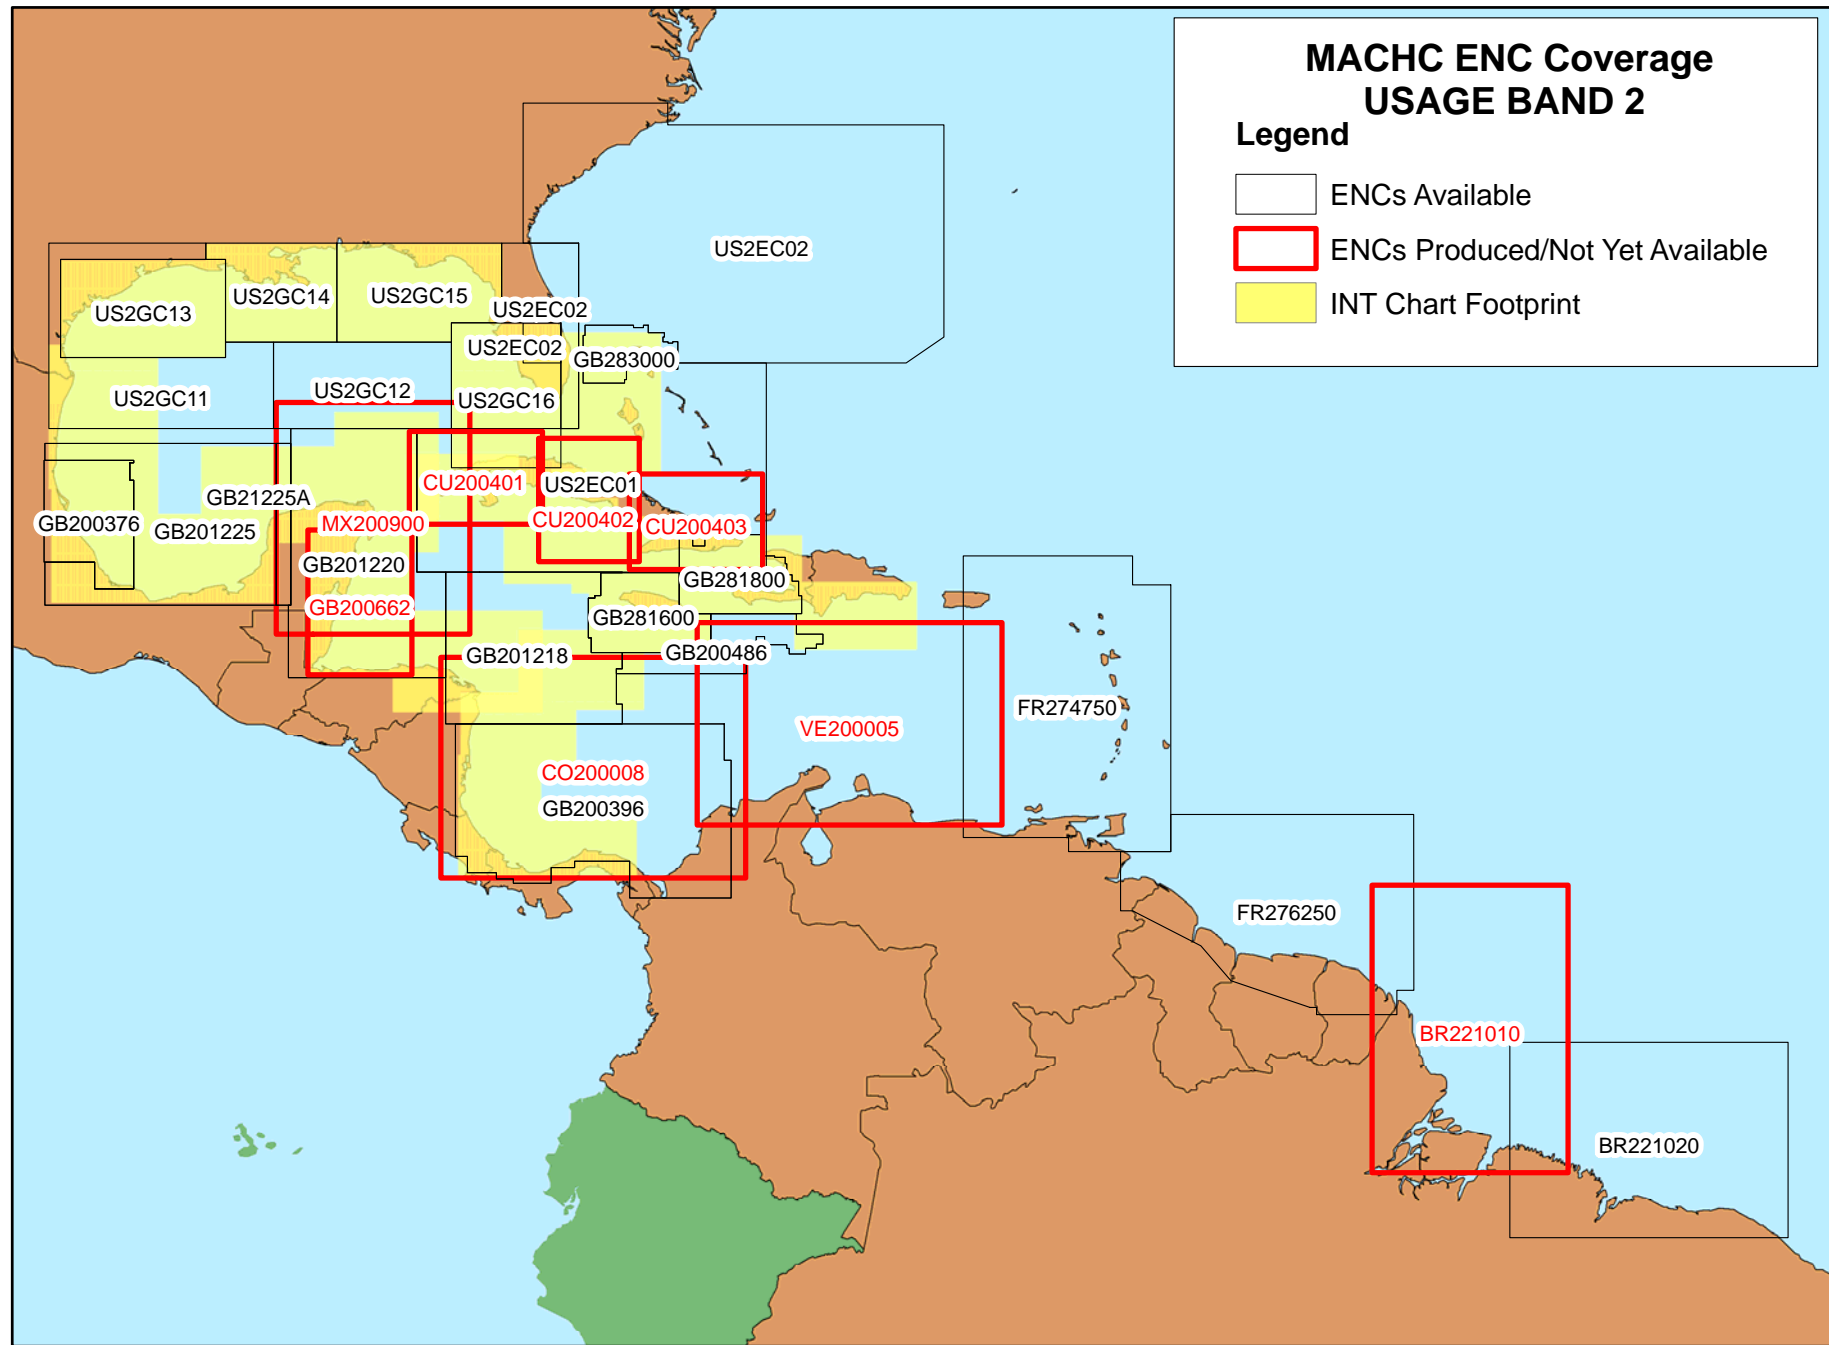 MACHC ENC Coverage
USAGE BAND 2
Legend
ENCs Available
ENCs Produced/Not Yet Available
INT Chart Footprint
US2EC02
US2GC14
US2GC15
US2GC13
US2EC02
US2EC02
GB283000
US2GC12
US2GC11
US2GC16
CU200401
US2EC01
GB21225A
GB200376
GB201225
MX200900
CU200402
CU200403
GB201220
GB281800
GB200662
GB281600
GB201218
GB200486
FR274750
VE200005
CO200008
GB200396
FR276250
BR221010
BR221020